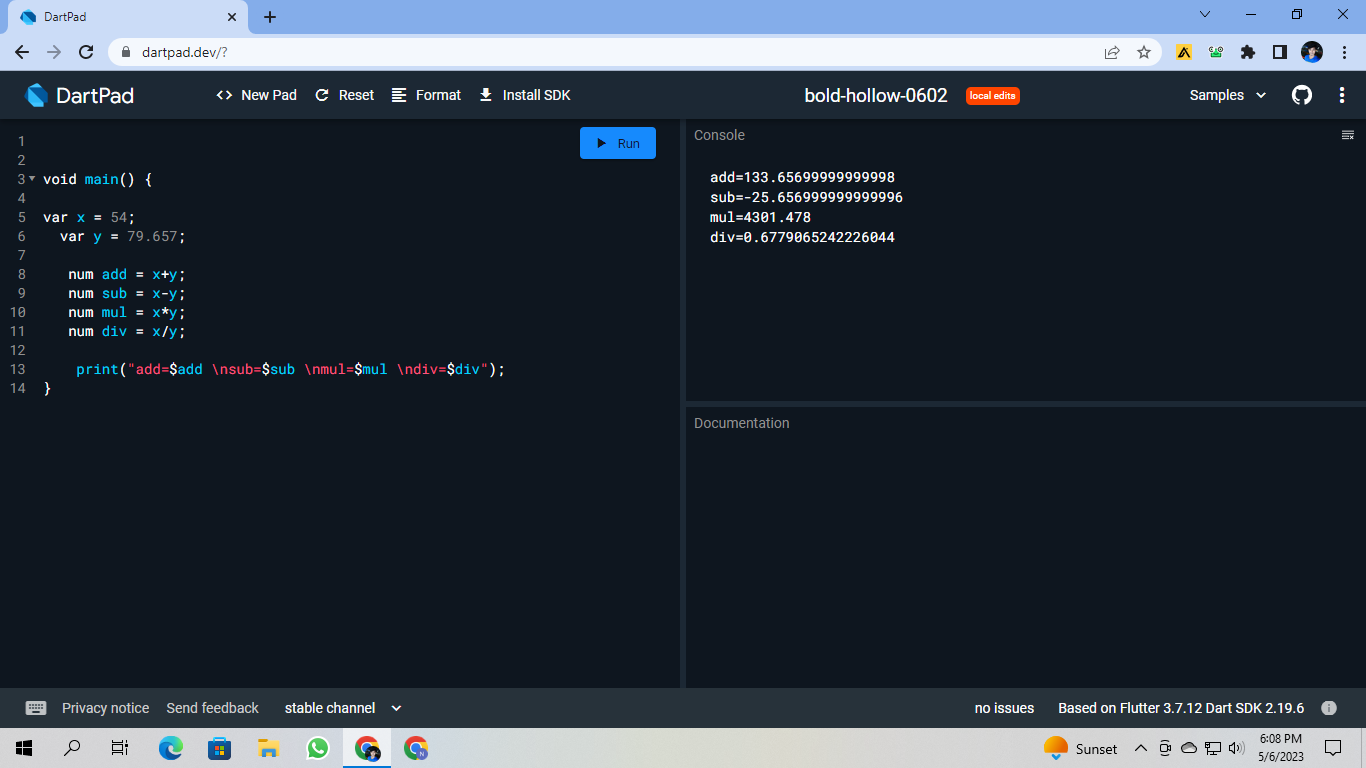 DartPad
dartpad.dev/?
DartPad
<> New Pad Reset Format Install SDK
bold-hollow-0602 local edits
Samples
Run
1
2
3 void main() {
4
5 var x = 54;
6 var y = 79.657;
7
8 num add = x+y;
9 num sub = x-y;
10 num mul = x*y;
11 num div = x/y;
12
13 print("add=$add \nsub=$sub \nmul=$mul \ndiv=$div");
14 }
Console
add=133.65699999999998
sub=-25.656999999999996
mul=4301.478
div=0.6779065242226044
Documentation
Privacy notice Send feedback stable channel
no issues Based on Flutter 3.7.12 Dart SDK 2.19.6
Sunset
6:08 PM
5/6/2023